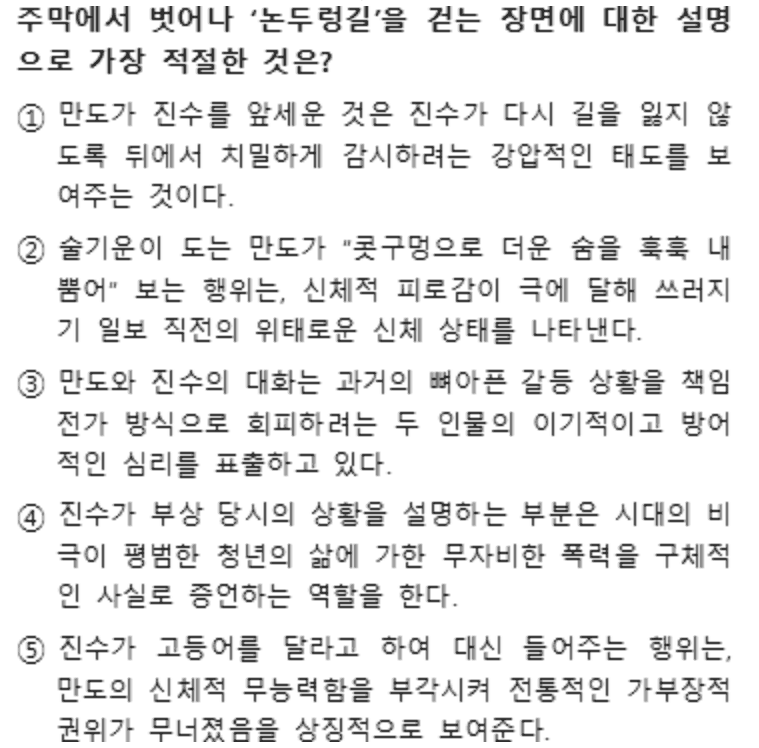 주막에서 벗어나 ‘논두렁길’을 걷는 장면에 대한 설명
으로 가장 적절한 것은?
① 만도가 진수를 앞세운 것은 진수가 다시 길을 잃지 않
도록 뒤에서 치밀하게 감시하려는 강압적인 태도를 보
여주는 것이다.
② 술기운이 도는 만도가 "콧구멍으로 더운 숨을 훅훅 내
뿜어" 보는 행위는, 신체적 피로감이 극에 달해 쓰러지
기 일보 직전의 위태로운 신체 상태를 나타낸다.
③ 만도와 진수의 대화는 과거의 뼈아픈 갈등 상황을 책임
전가 방식으로 회피하려는 두 인물의 이기적이고 방어
적인 심리를 표출하고 있다.
④ 진수가 부상 당시의 상황을 설명하는 부분은 시대의 비
극이 평범한 청년의 삶에 가한 무자비한 폭력을 구체적
인 사실로 증언하는 역할을 한다.
⑤ 진수가 고등어를 달라고 하여 대신 들어주는 행위는,
만도의 신체적 무능력함을 부각시켜 전통적인 가부장적
권위가 무너졌음을 상징적으로 보여준다.